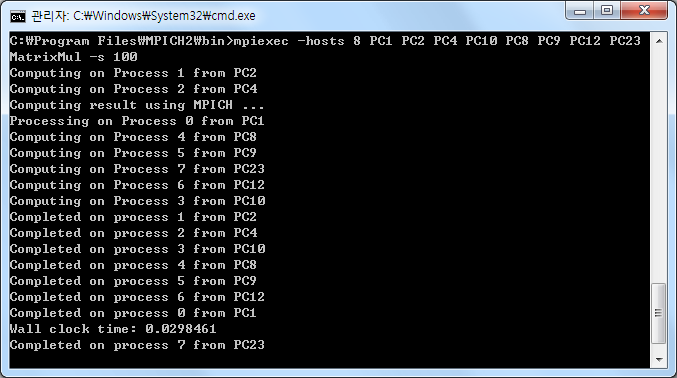 관리자: C:₩Windows₩System32₩cmd.exe
C:₩Program Files₩MPICH2₩bin>mpiexec -hosts 8 PC1 PC2 PC4 PC10 PC8 PC9 PC12 PC23
MatrixMul -s 100
Computing on Process 1 from PC2
Computing on Process 2 from PC4
Computing result using MPICH ...
Processing on Process 0 from PC1
Computing on Process 4 from PC8
Computing on Process 5 from PC9
Computing on Process 7 from PC23
Computing on Process 6 from PC12
Computing on Process 3 from PC10
Completed on process 1 from PC2
Completed on process 2 from PC4
Completed on process 3 from PC10
Completed on process 4 from PC8
Completed on process 5 from PC9
Completed on process 6 from PC12
Completed on process 0 from PC1
Wall clock time: 0.0298461
Completed on process 7 from PC23